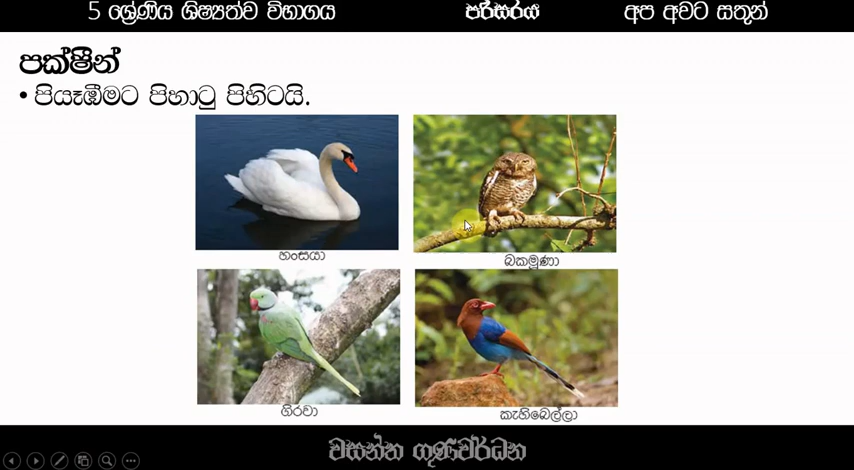 5 ශ්‍රේණිය ශිෂ්‍යත්ව විභාගය පරිසරය අප අවට සතුන්
පක්ෂීන්
• පියෑඹීමට පිහාටු පිහිටයි.
හංසයා බකමූණා
ගිරවා කැහිබෙල්ලා
වසන්ත ගුණවර්ධන